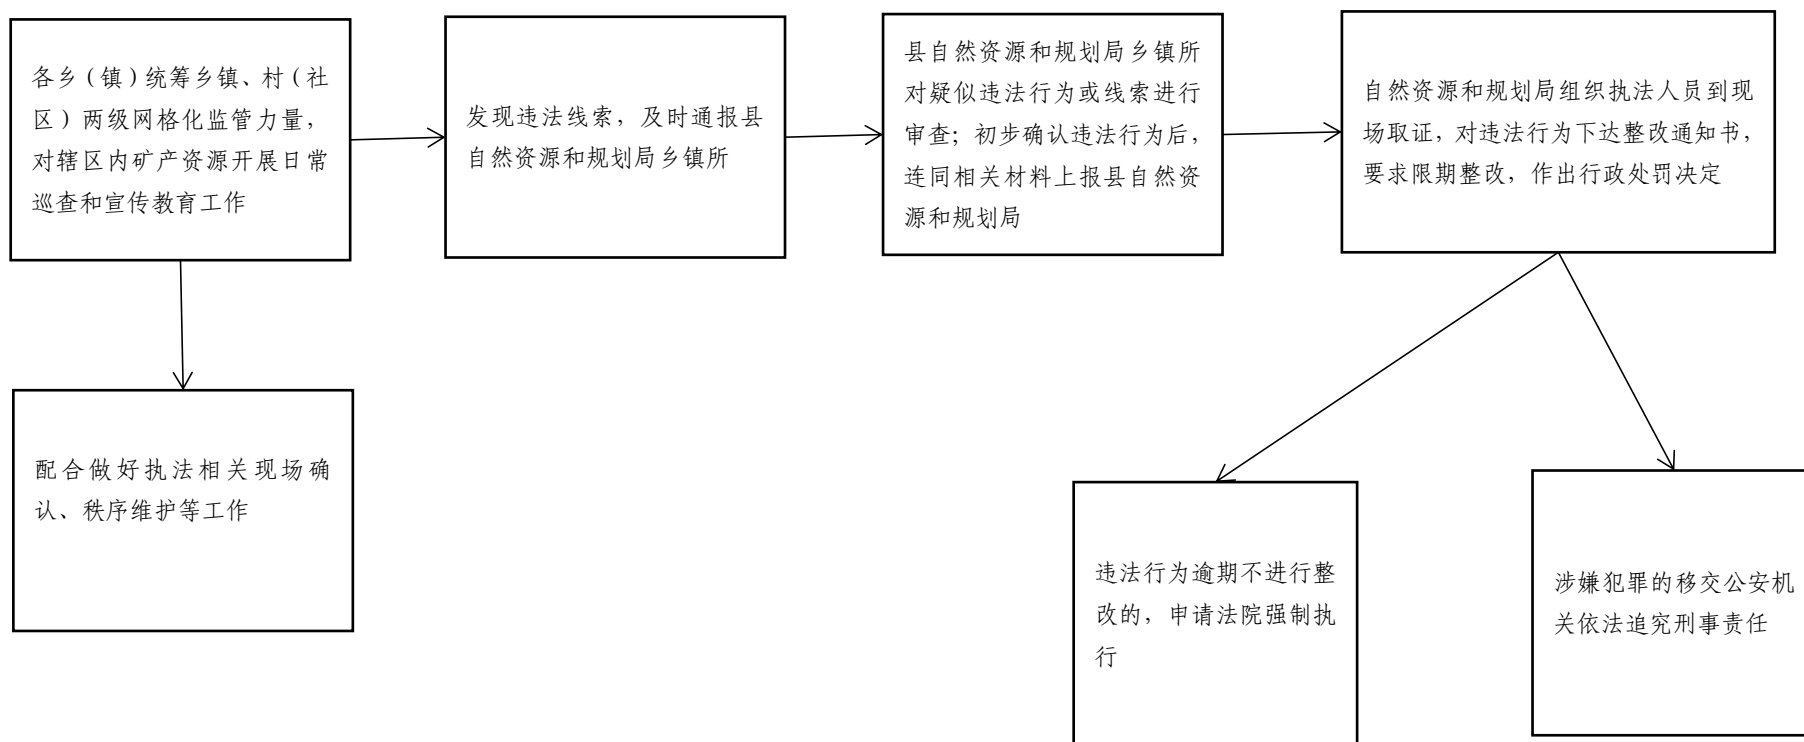 各乡（镇）统筹乡镇、村（社
区）两级网格化监管力量，
对辖区内矿产资源开展日常
巡查和宣传教育工作
发现违法线索，及时通报县
自然资源和规划局乡镇所
县自然资源和规划局乡镇所
对疑似违法行为或线索进行
审查；初步确认违法行为后，
连同相关材料上报县自然资
源和规划局
自然资源和规划局组织执法人员到现
场取证，对违法行为下达整改通知书，
要求限期整改，作出行政处罚决定
配合做好执法相关现场确
认、秩序维护等工作
违法行为逾期不进行整
改的，申请法院强制执
行
涉嫌犯罪的移交公安机
关依法追究刑事责任